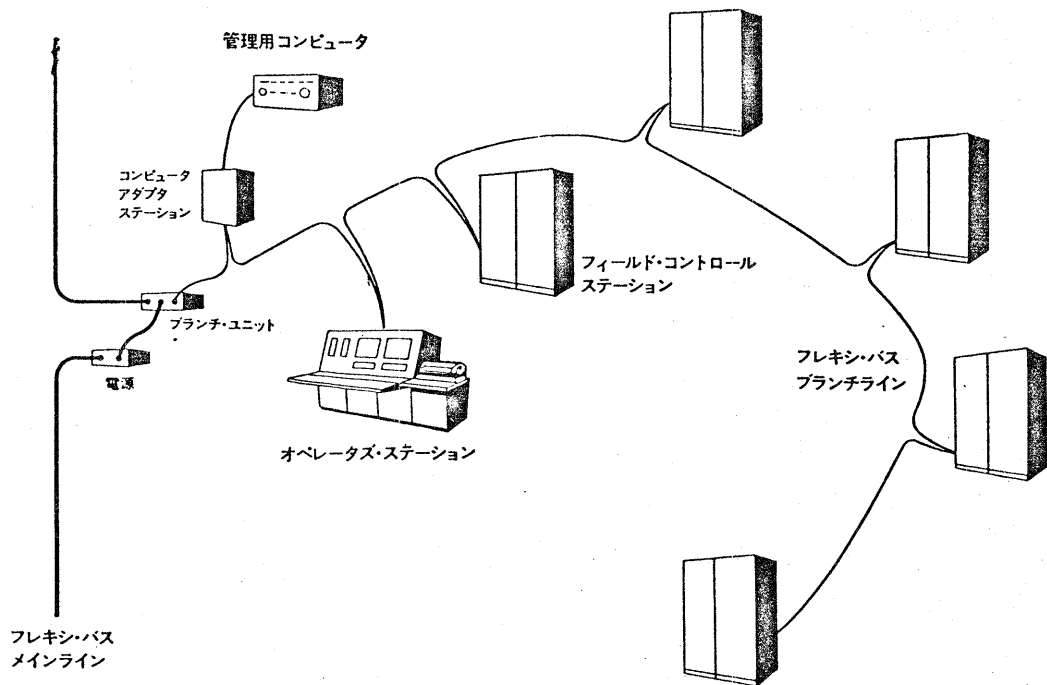 管理用コンピュータ
コンピュータ
アダプタ
ステーション
フィールド・コントロール
ステーション
ブランチ・ユニット
電源
フレキシ・バス
ブランチライン
オペレータズ・ステーション
フレキシ・バス
メインライン